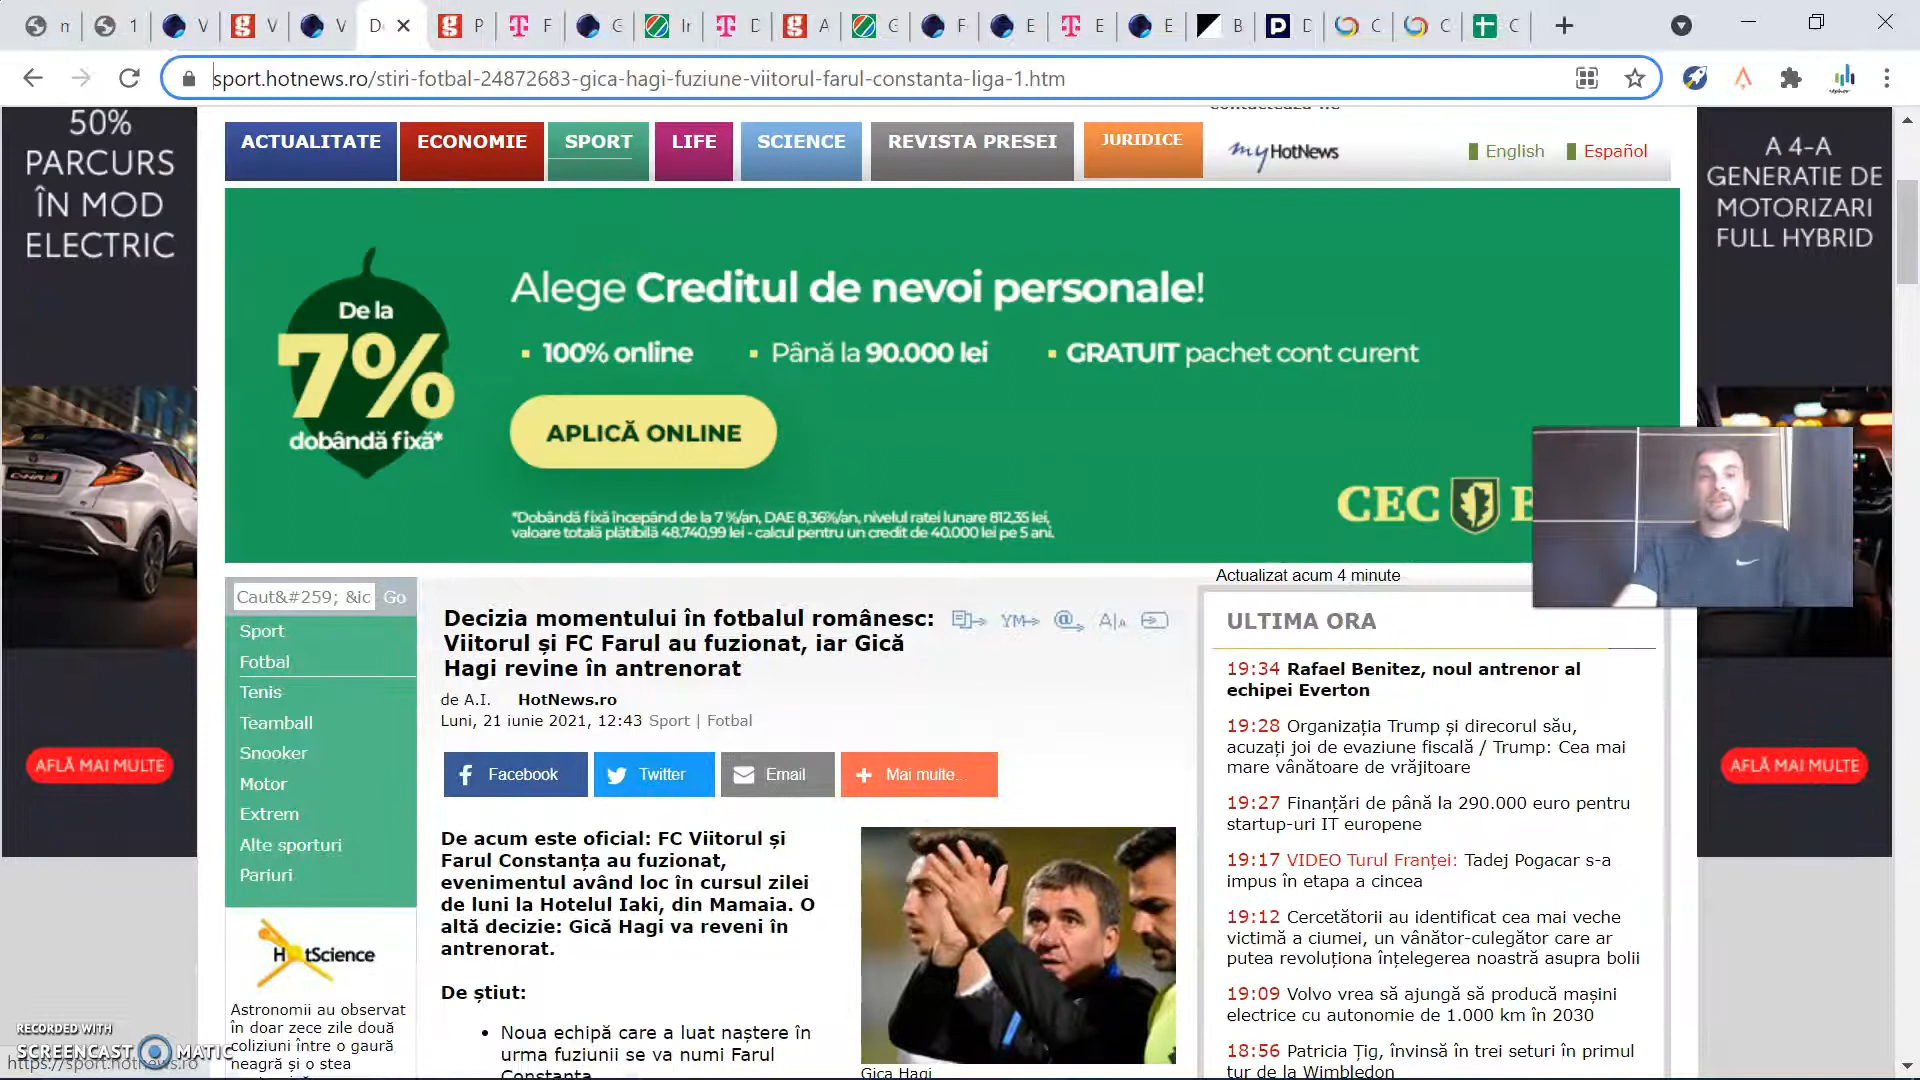 m
1
V
V
V
D
P
F
G
In
D
A
G
F
E
E
E
B
D
C
C
C
sport.hotnews.ro/stiri-fotbal-24872683-gica-hagi-fuziune-viitorul-farul-constanta-liga-1.htm
50%
PARCURS
ÎN MOD
ELECTRIC
AFLĂ MAI MULTE
ACTUALITATE
ECONOMIE
SPORT
LIFE
SCIENCE
REVISTA PRESEI
JURIDICE
myHotNews
English
Español
De la
7%
dobândă fixă*
Alege Creditul de nevoi personale!
▪ 100% online ▪ Până la 90.000 lei ▪ GRATUIT pachet cont curent
APLICĂ ONLINE
*Dobândă fixă începând de la 7 %/an, DAE 8,36%/an, nivelul ratei lunare 812,35 lei,
valoare totală plătibilă 48.740,99 lei - calcul pentru un credit de 40.000 lei pe 5 ani.
CEC B
A 4-A
GENERATIE DE
MOTORIZARI
FULL HYBRID
AFLĂ MAI MULTE
Caut&#259; &ic Go
Sport
Fotbal
Tenis
Teamball
Snooker
Motor
Extrem
Alte sporturi
Pariuri
HotScience
Astronomii au observat
în doar zece zile două
coliziuni între o gaură
neagră și o stea
Decizia momentului în fotbalul românesc:
Viitorul și FC Farul au fuzionat, iar Gică
Hagi revine în antrenorat
YM
@
A|A
de A.I. HotNews.ro
Luni, 21 iunie 2021, 12:43 Sport | Fotbal
Facebook
Twitter
Email
Mai multe...
De acum este oficial: FC Viitorul și
Farul Constanța au fuzionat,
evenimentul având loc în cursul zilei
de luni la Hotelul Iaki, din Mamaia. O
altă decizie: Gică Hagi va reveni în
antrenorat.
De știut:
• Noua echipă care a luat naștere în
urma fuziunii se va numi Farul
Constanța
Gica Hagi
Actualizat acum 4 minute
ULTIMA ORA
19:34 Rafael Benitez, noul antrenor al
echipei Everton
19:28 Organizația Trump și direcorul său,
acuzați joi de evaziune fiscală / Trump: Cea mai
mare vânătoare de vrăjitoare
19:27 Finanțări de până la 290.000 euro pentru
startup-uri IT europene
19:17 VIDEO Turul Franței: Tadej Pogacar s-a
impus în etapa a cincea
19:12 Cercetătorii au identificat cea mai veche
victimă a ciumei, un vânător-culegător care ar
putea revoluționa înțelegerea noastră asupra bolii
19:09 Volvo vrea să ajungă să producă mașini
electrice cu autonomie de 1.000 km în 2030
18:56 Patricia Țig, învinsă în trei seturi în primul
tur de la Wimbledon
RECORDED WITH
SCREENCAST MATIC
https://sport.hotnews.ro